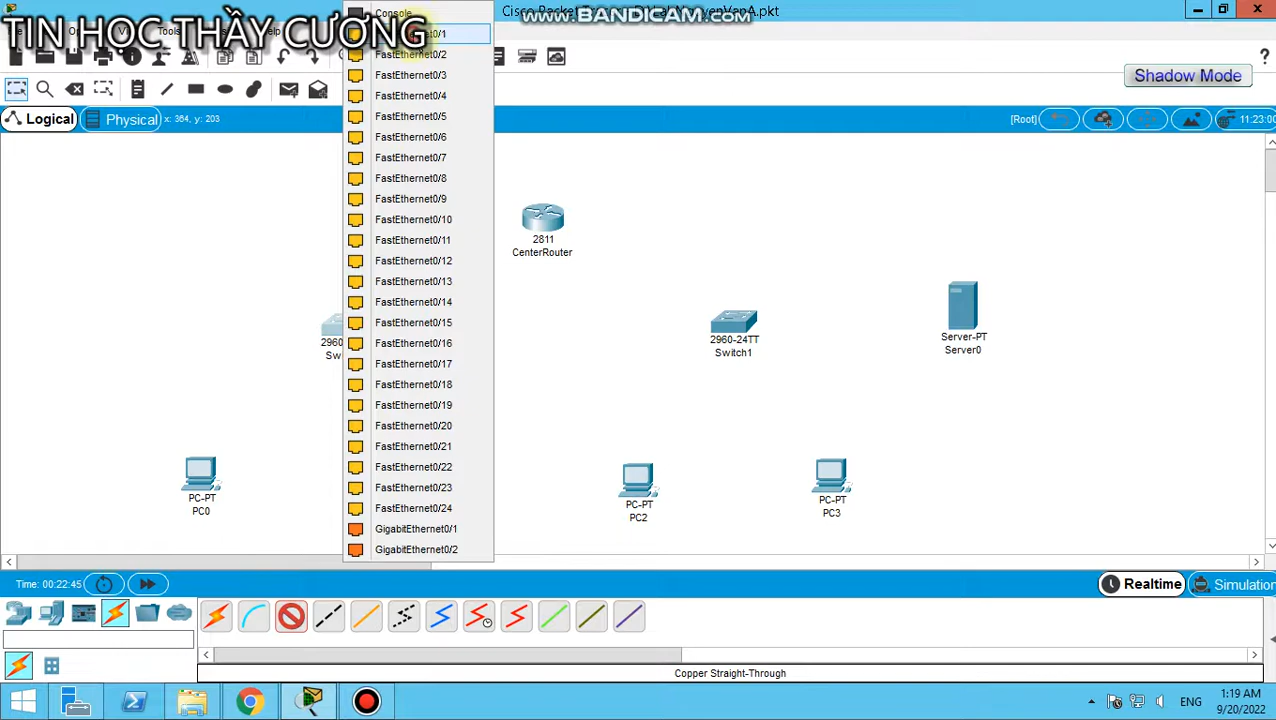 TIN HỌC THẦY CƯƠNG
www.BANDICAM.com
Console
FastEthernet0/2
FastEthernet0/3
FastEthernet0/4
FastEthernet0/5
FastEthernet0/6
FastEthernet0/7
FastEthernet0/8
FastEthernet0/9
FastEthernet0/10
FastEthernet0/11
FastEthernet0/12
FastEthernet0/13
FastEthernet0/14
FastEthernet0/15
FastEthernet0/16
FastEthernet0/17
FastEthernet0/18
FastEthernet0/19
FastEthernet0/20
FastEthernet0/21
FastEthernet0/22
FastEthernet0/23
FastEthernet0/24
GigabitEthernet0/1
GigabitEthernet0/2
Shadow Mode
Logical
Physical
x: 364, y: 203
[Root]
11:23:00
2811
CenterRouter
2960-24TT
Switch1
Server-PT
Server0
PC-PT
PC0
PC-PT
PC2
PC-PT
PC3
Time: 00:22:45
Realtime
Simulation
Copper Straight-Through
ENG
1:19 AM
9/20/2022